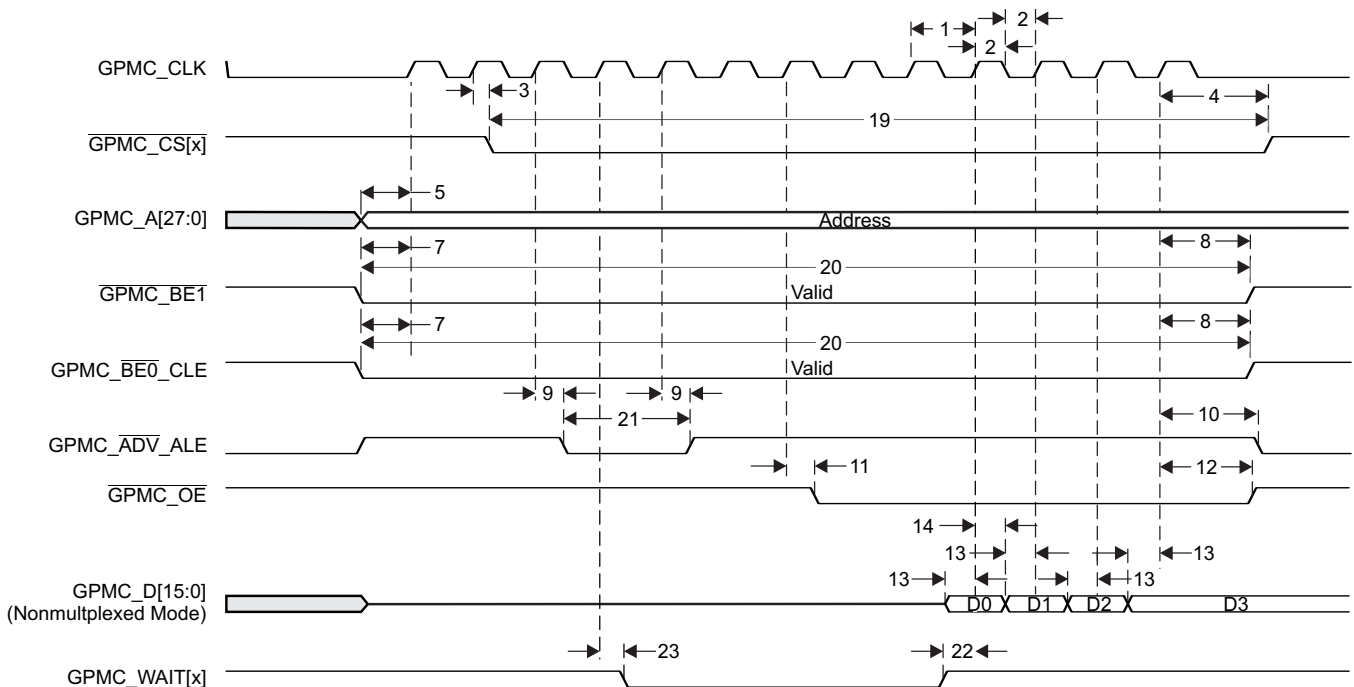 1
2
2
GPMC_CLK
3
4
19
GPMC_CS[x]
5
GPMC_A[27:0]
Address
7
8
20
GPMC_BE1
Valid
7
8
20
GPMC_BE0_CLE
Valid
9
9
21
10
GPMC_ADV_ALE
11
12
GPMC_OE
14
13
13
13
13
GPMC_D[15:0]
(Nonmultplexed Mode)
D0
D1
D2
D3
23
22
GPMC_WAIT[x]